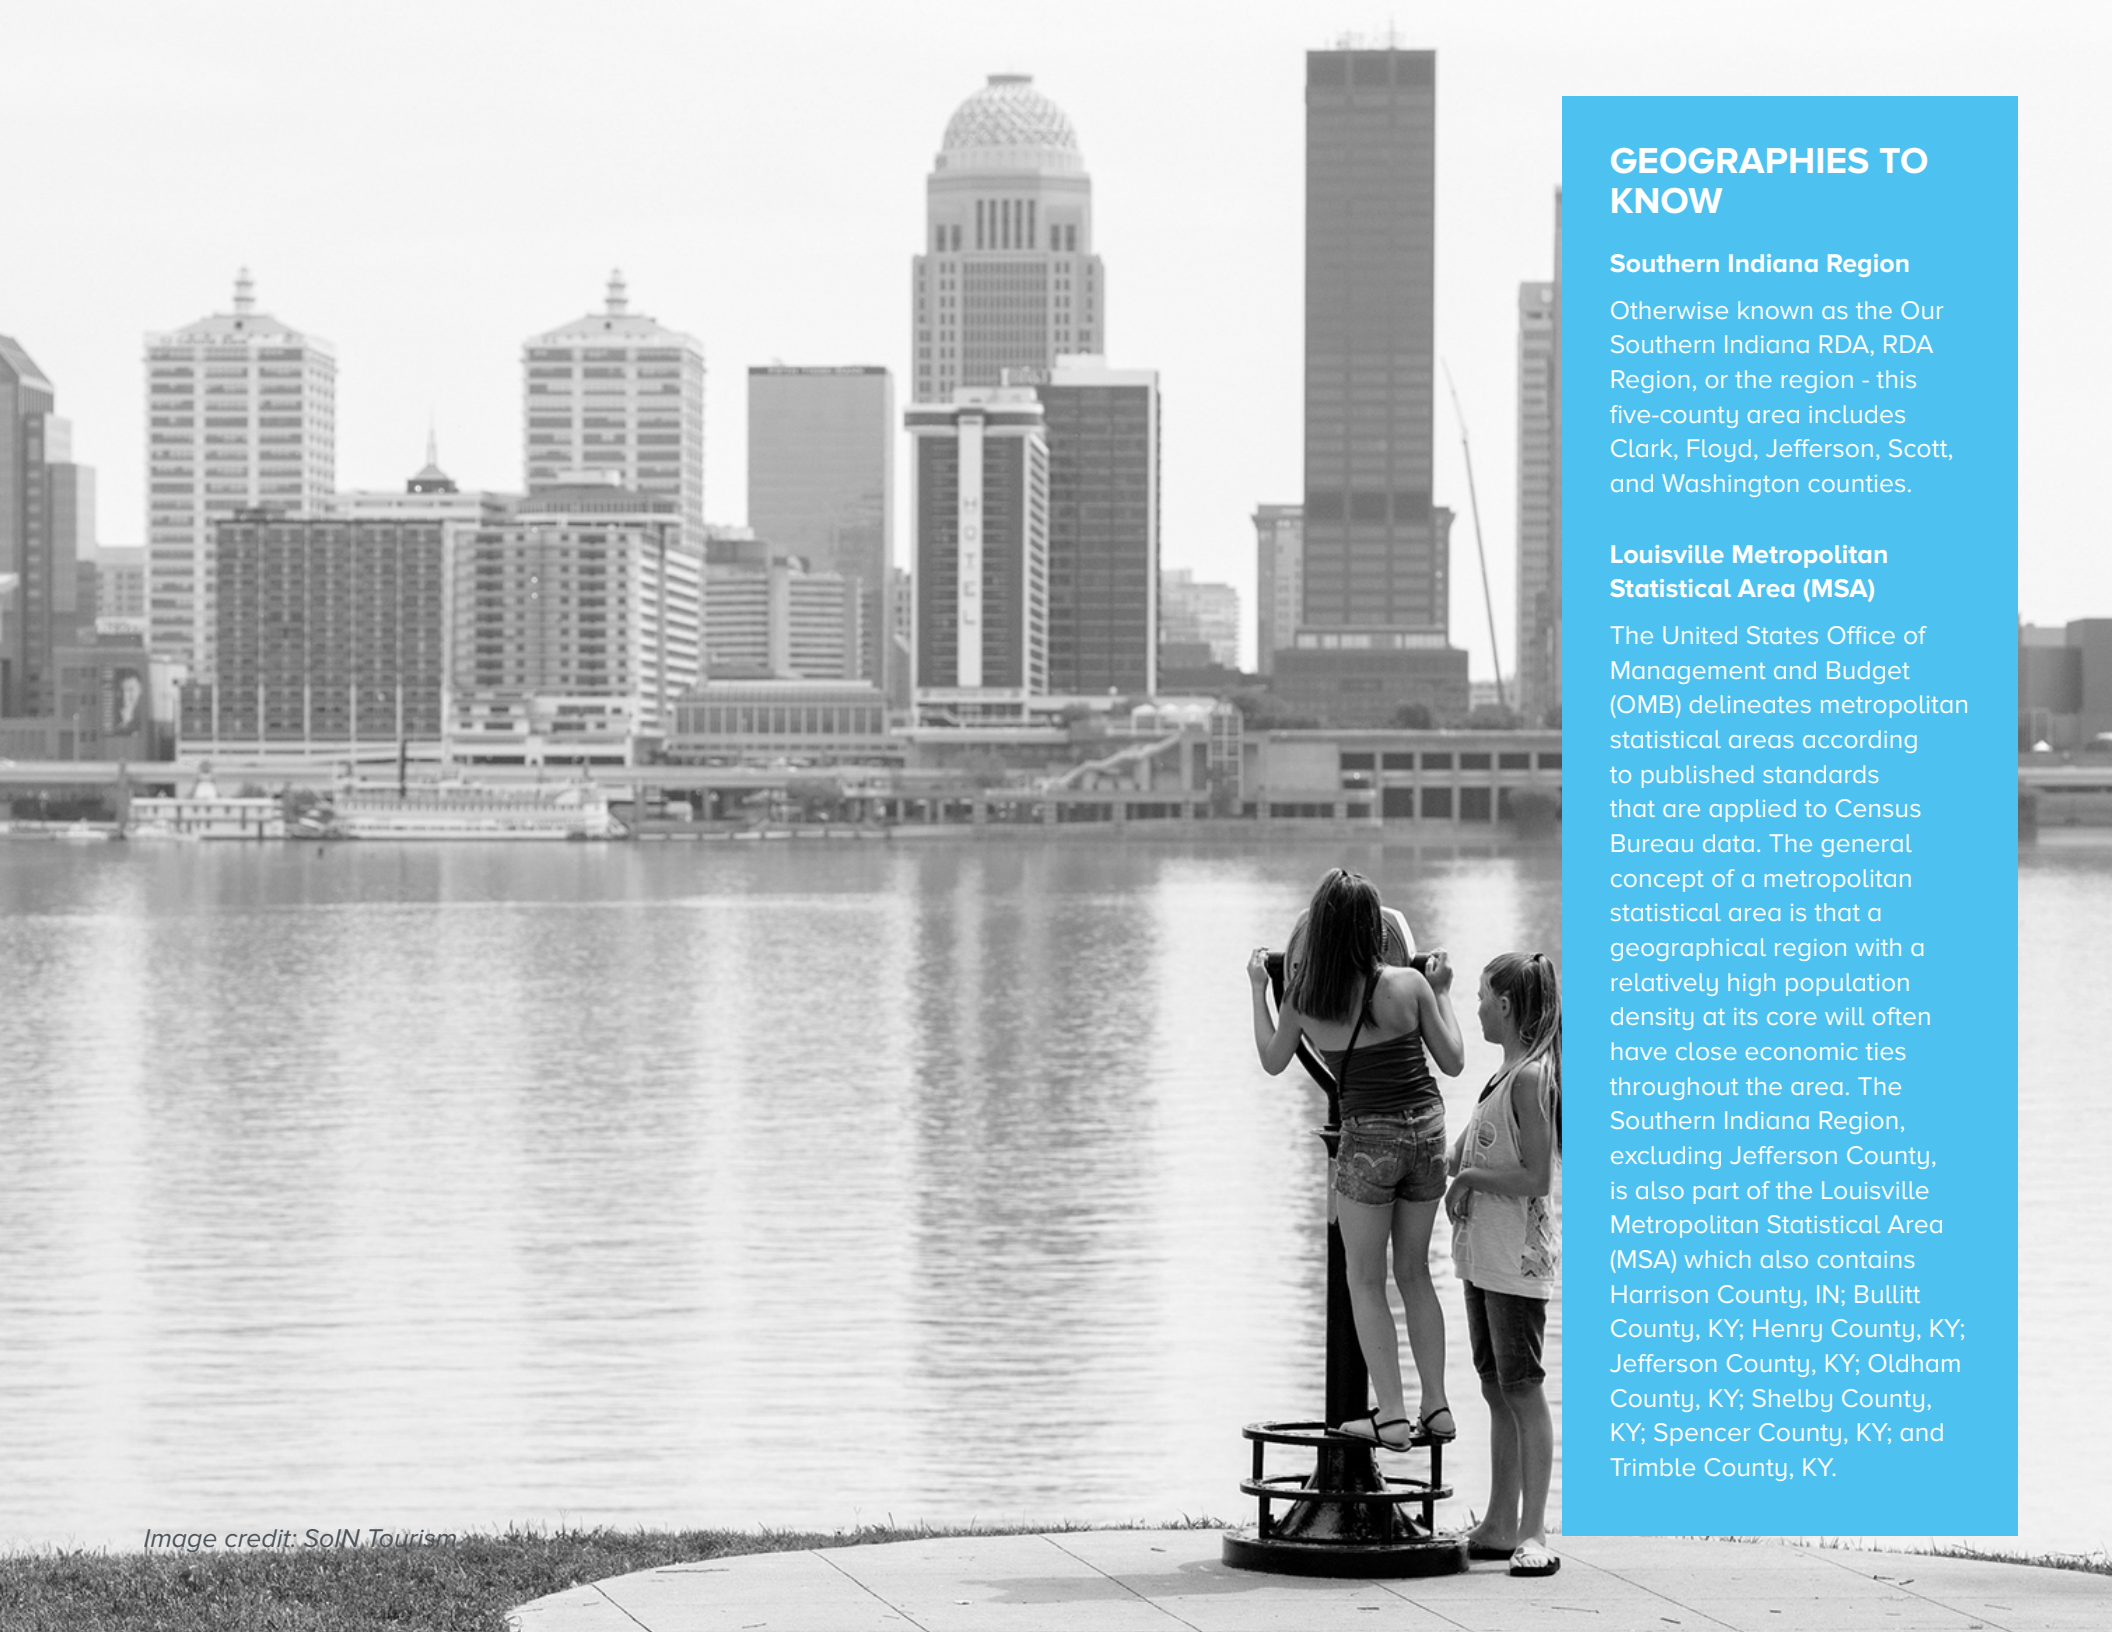 GEOGRAPHIES TO
KNOW
Southern Indiana Region
Otherwise known as the Our
Southern Indiana RDA, RDA
Region, or the region - this
five-county area includes
Clark, Floyd, Jefferson, Scott,
and Washington counties.
Louisville Metropolitan
Statistical Area (MSA)
The United States Office of
Management and Budget
(OMB) delineates metropolitan
statistical areas according
to published standards
that are applied to Census
Bureau data. The general
concept of a metropolitan
statistical area is that a
geographical region with a
relatively high population
density at its core will often
have close economic ties
throughout the area. The
Southern Indiana Region,
excluding Jefferson County,
is also part of the Louisville
Metropolitan Statistical Area
(MSA) which also contains
Harrison County, IN; Bullitt
County, KY; Henry County, KY;
Jefferson County, KY; Oldham
County, KY; Shelby County,
KY; Spencer County, KY; and
Trimble County, KY.
HOTEL
Image credit: SoIN Tourism